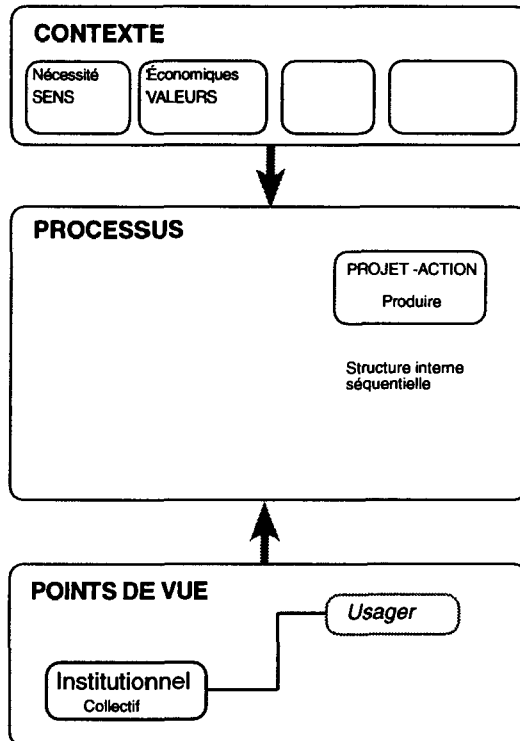 CONTEXTE
Nécessité
SENS
Économiques
VALEURS
PROCESSUS
PROJET -ACTION
Produire
Structure interne
séquentielle
POINTS DE VUE
Usager
Institutionnel
Collectif